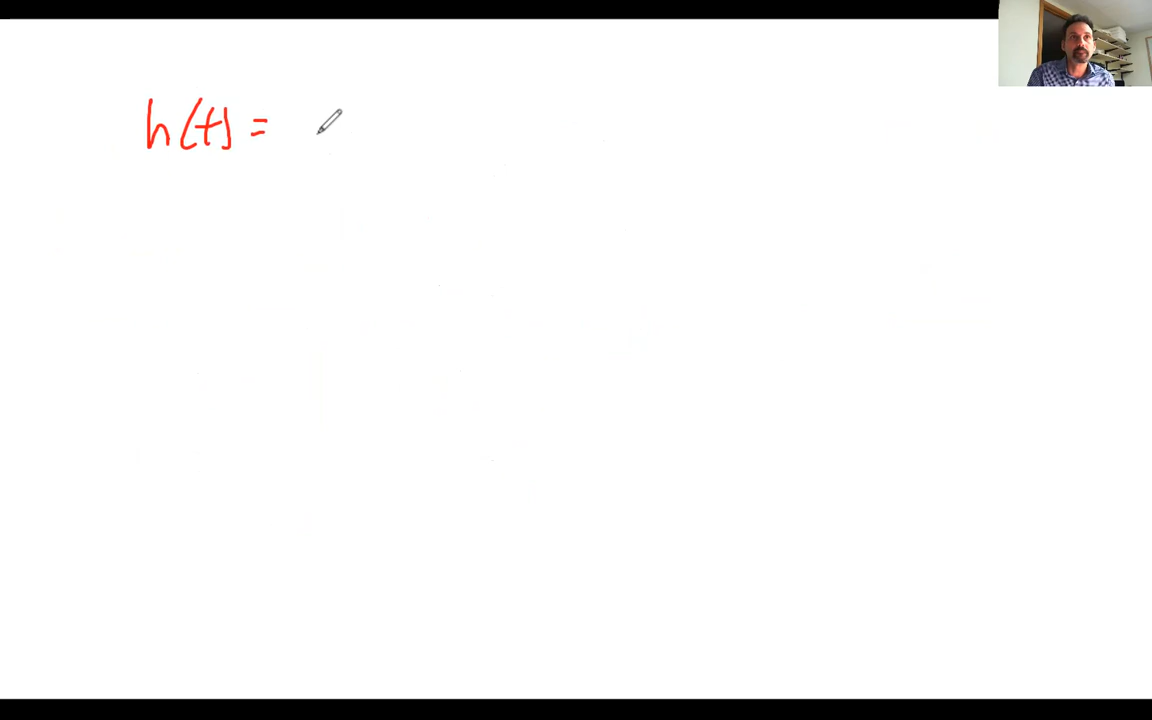 h(t) =